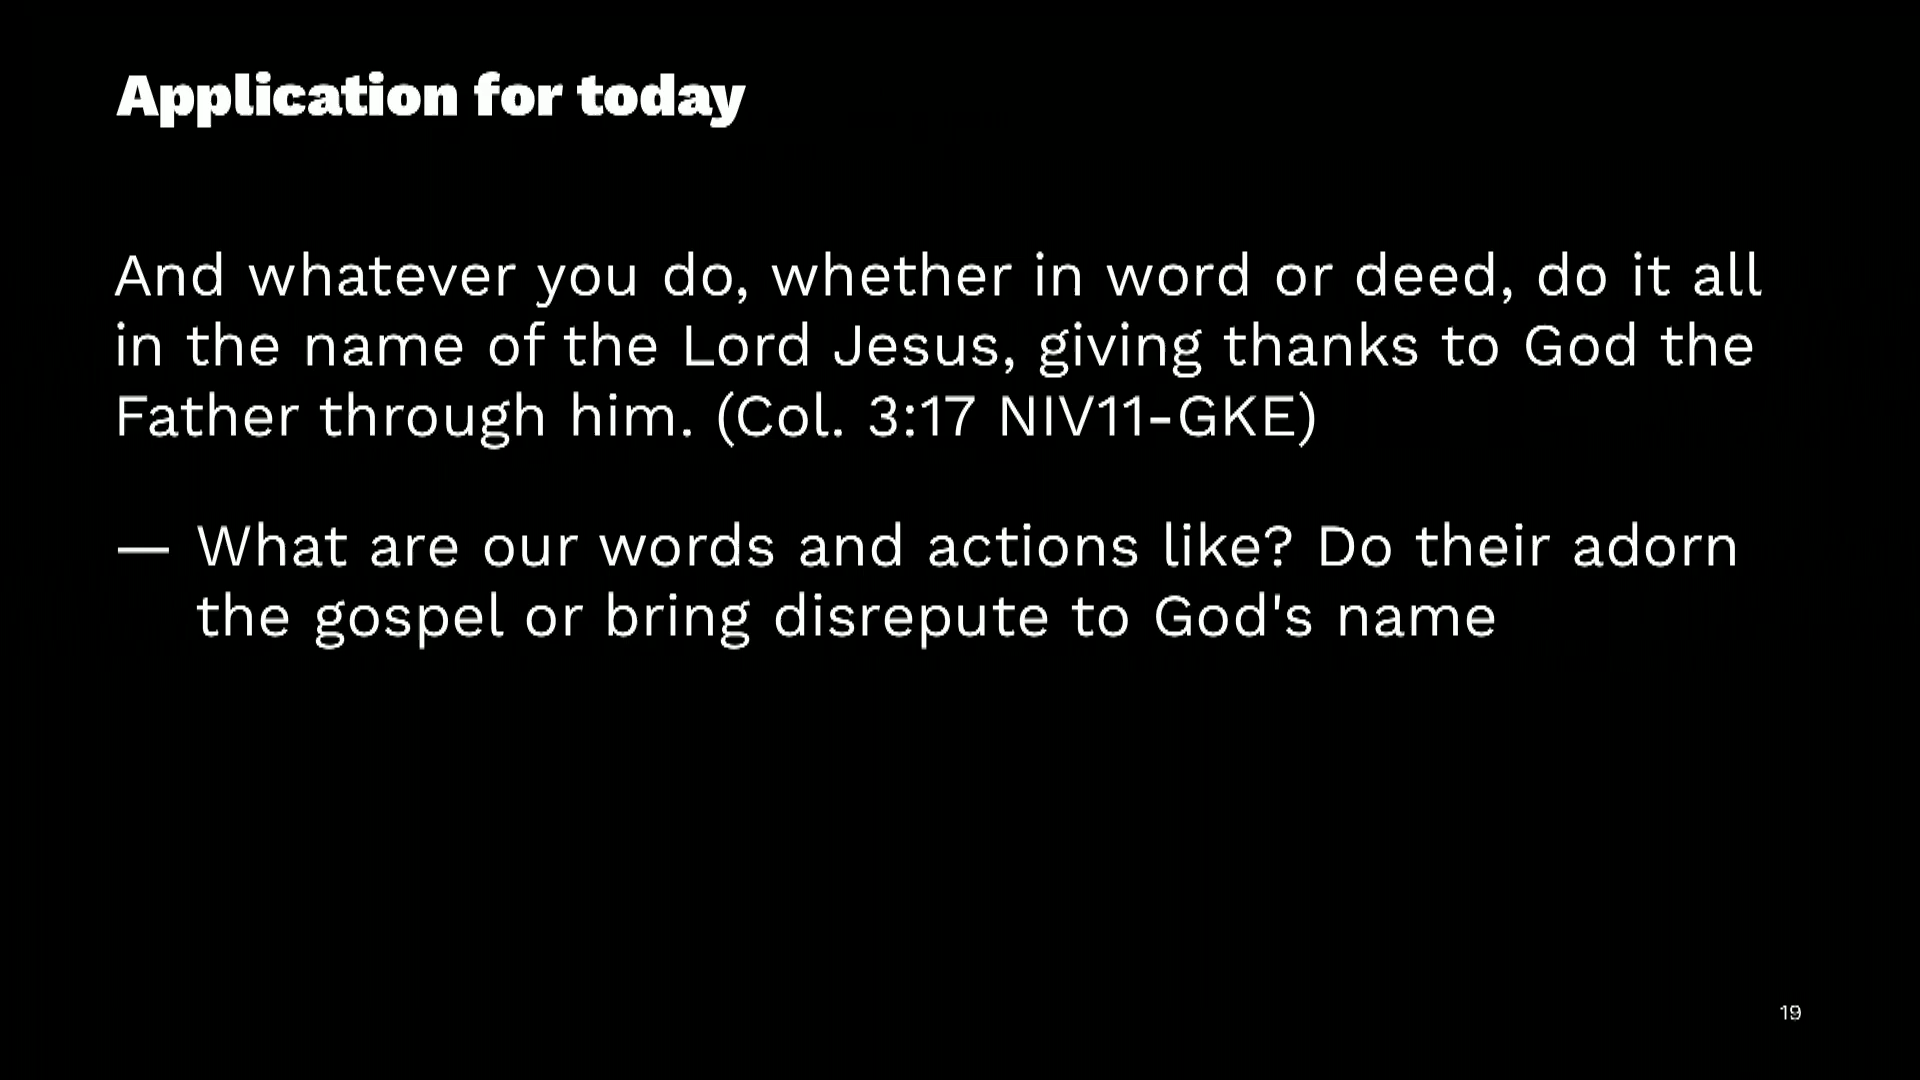 Application for today
And whatever you do, whether in word or deed, do it all
in the name of the Lord Jesus, giving thanks to God the
Father through him. (Col. 3:17 NIV11-GKE)
— What are our words and actions like? Do their adorn
the gospel or bring disrepute to God's name
19